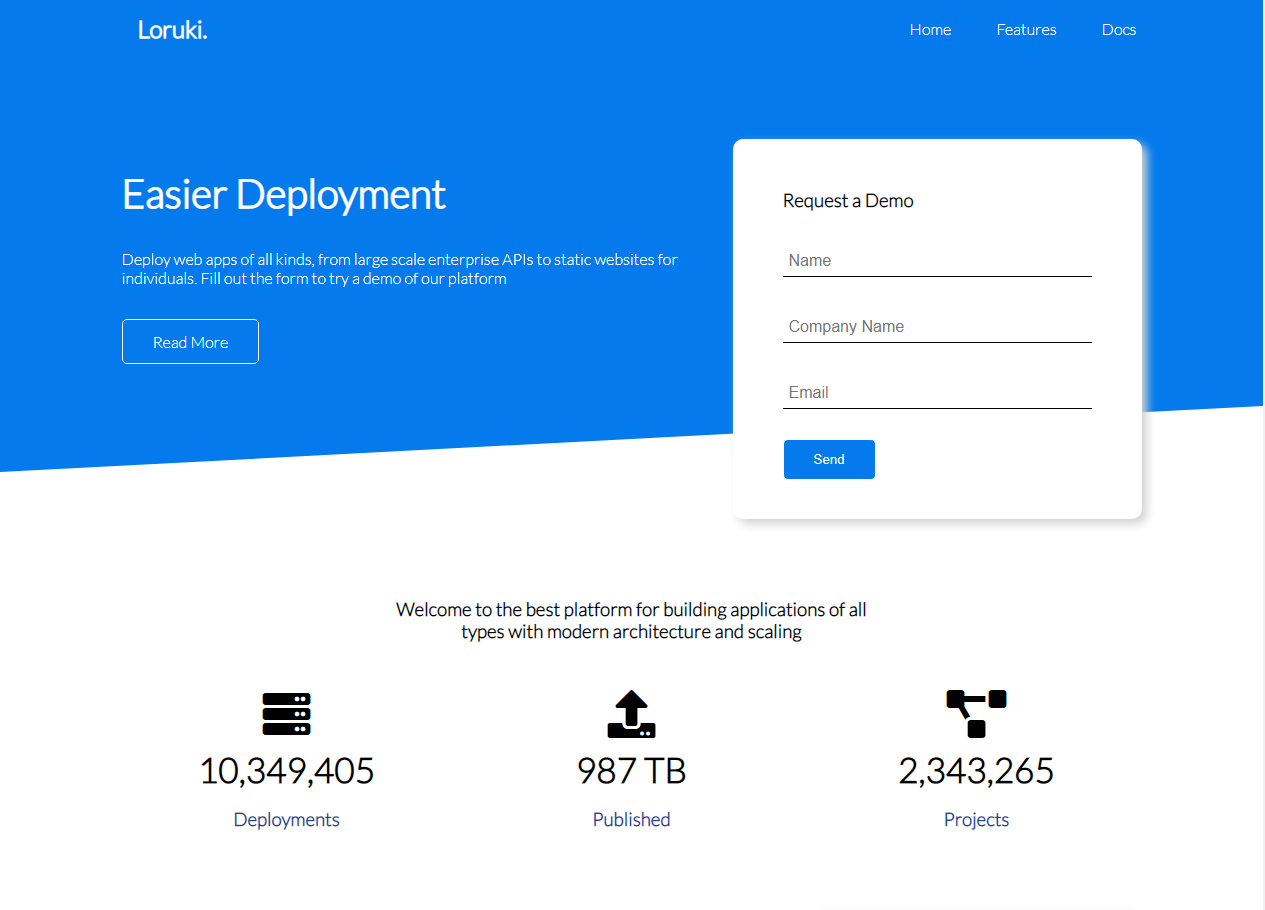 Loruki.
Home
Features
Docs
Easier Deployment
Deploy web apps of all kinds, from large scale enterprise APIs to static websites for
individuals. Fill out the form to try a demo of our platform
Read More
Request a Demo
Name
Company Name
Email
Send
Welcome to the best platform for building applications of all
types with modern architecture and scaling
10,349,405
Deployments
987 TB
Published
2,343,265
Projects